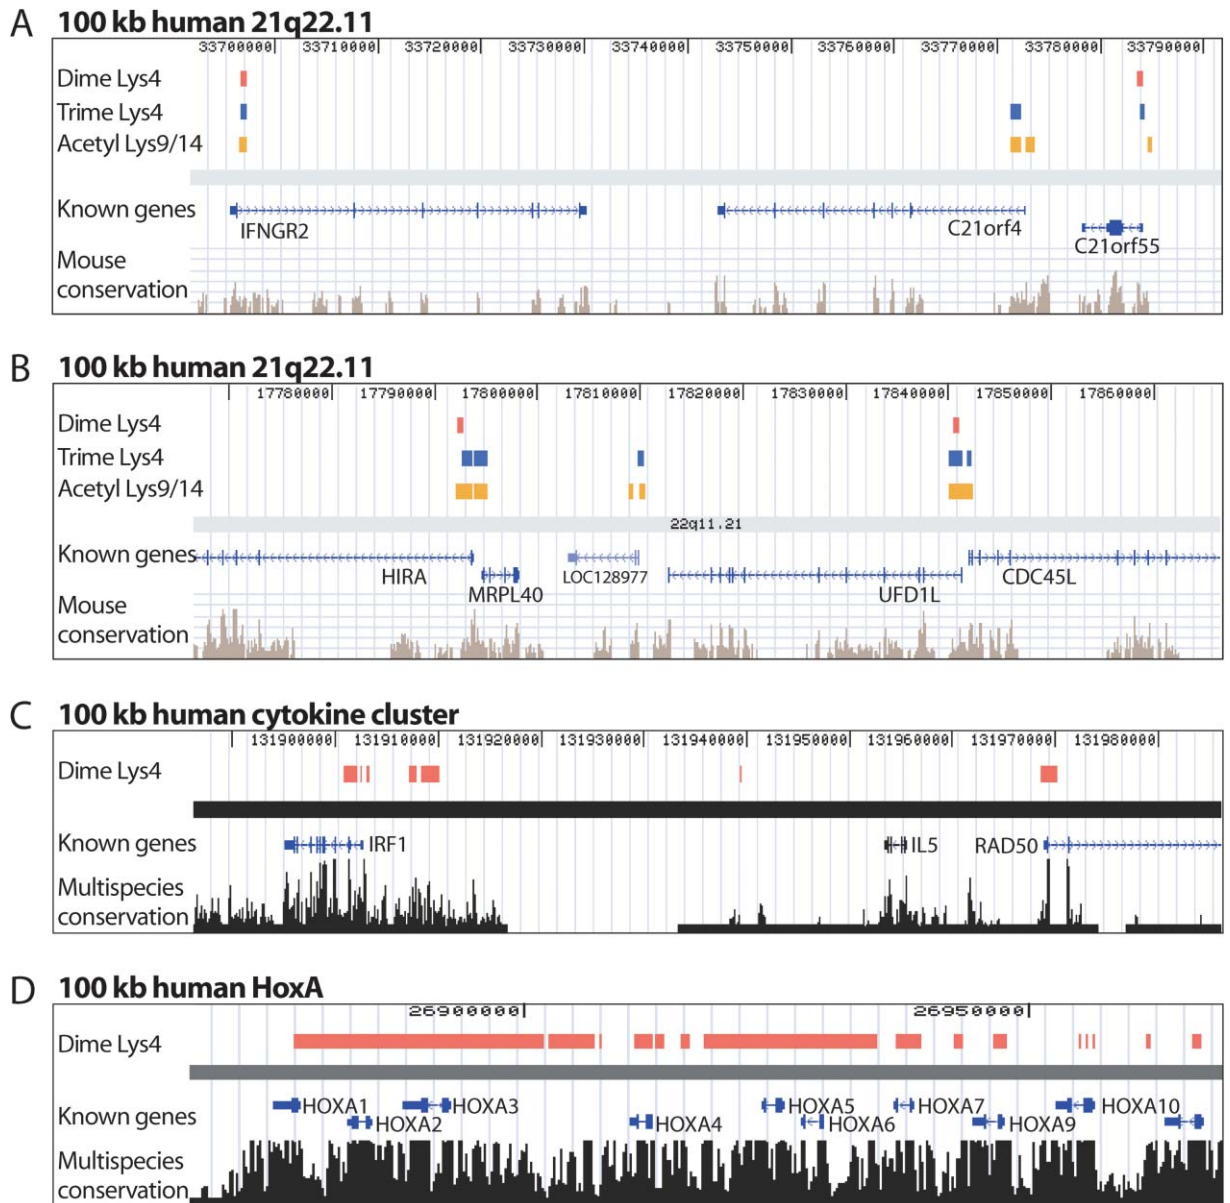 A 100 kb human 21q22.11
33700000| 33710000| 33720000| 33730000| 33740000| 33750000| 33760000| 33770000| 33780000| 33790000|
Dime Lys4
Trime Lys4
Acetyl Lys9/14
Known genes
IFNGR2
C21orf4
C21orf55
Mouse
conservation
B 100 kb human 21q22.11
17780000| 17790000| 17800000| 17810000| 17820000| 17830000| 17840000| 17850000| 17860000|
Dime Lys4
Trime Lys4
Acetyl Lys9/14
22q11.21
Known genes
HIRA
MRPL40
LOC128977
UFD1L
CDC45L
Mouse
conservation
C 100 kb human cytokine cluster
131900000| 131910000| 131920000| 131930000| 131940000| 131950000| 131960000| 131970000| 131980000|
Dime Lys4
Known genes
IRF1
IL5
RAD50
Multispecies
conservation
D 100 kb human HoxA
26900000| 26950000|
Dime Lys4
Known genes
HOXA1
HOXA2
HOXA3
HOXA4
HOXA5
HOXA6
HOXA7
HOXA9
HOXA10
Multispecies
conservation